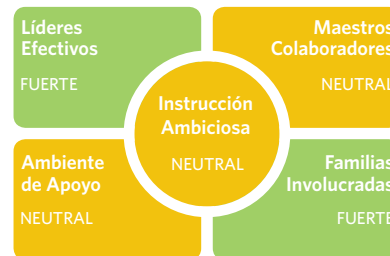 Líderes
Efectivos
FUERTE
Maestros
Colaboradores
NEUTRAL
Instrucción
Ambiciosa
NEUTRAL
Ambiente
de Apoyo
NEUTRAL
Familias
Involucradas
FUERTE